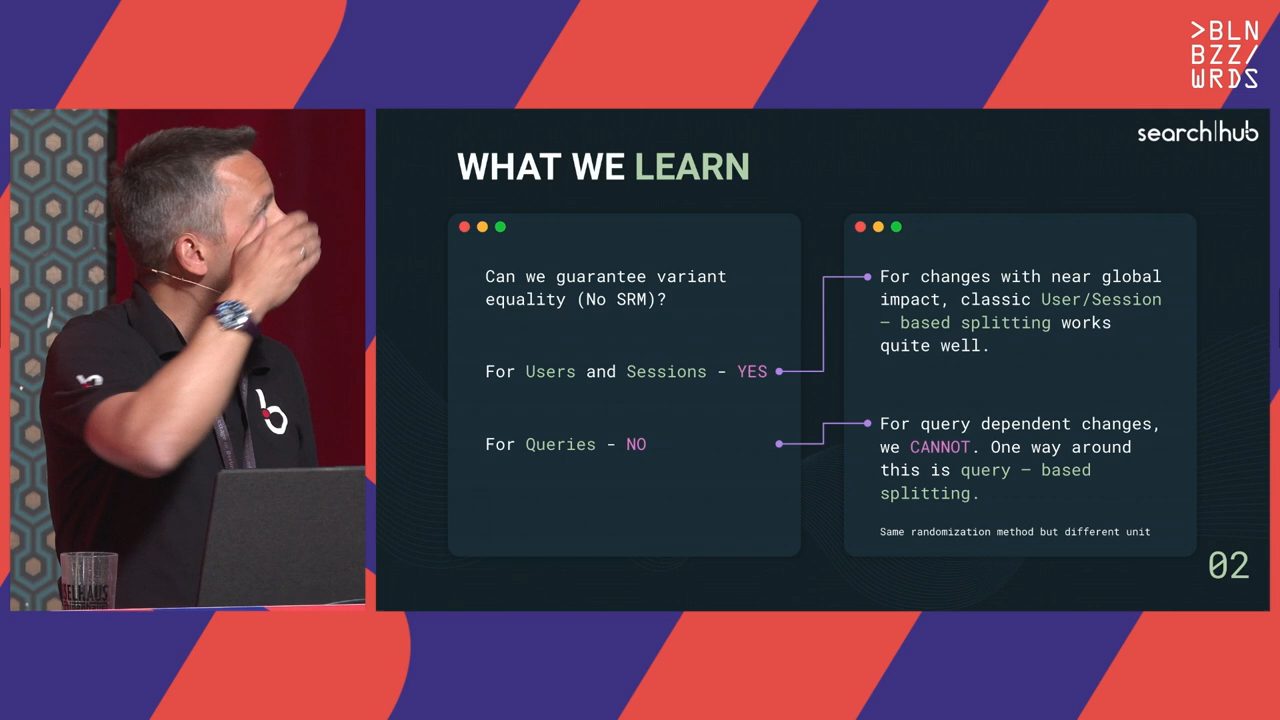 >BLN
BZZ/
WRDS
search|hub
WHAT WE LEARN
Can we guarantee variant
equality (No SRM)?
For Users and Sessions - YES
For Queries - NO
For changes with near global
impact, classic User/Session
– based splitting works
quite well.
For query dependent changes,
we CANNOT. One way around
this is query – based
splitting.
Same randomization method but different unit
02
b